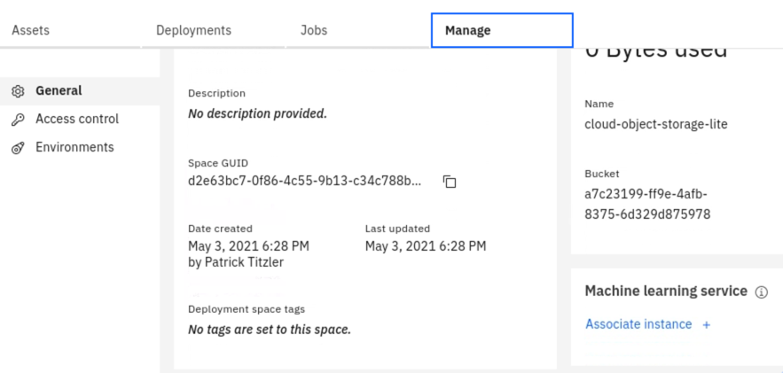 Assets
Deployments
Jobs
Manage
General
Access control
Environments
Description
No description provided.
Space GUID
d2e63bc7-0f86-4c55-9b13-c34c788b...
Date created
May 3, 2021 6:28 PM
by Patrick Titzler
Last updated
May 3, 2021 6:28 PM
Deployment space tags
No tags are set to this space.
0 Bytes used
Name
cloud-object-storage-lite
Bucket
a7c23199-ff9e-4afb-
8375-6d329d875978
Machine learning service
Associate instance +